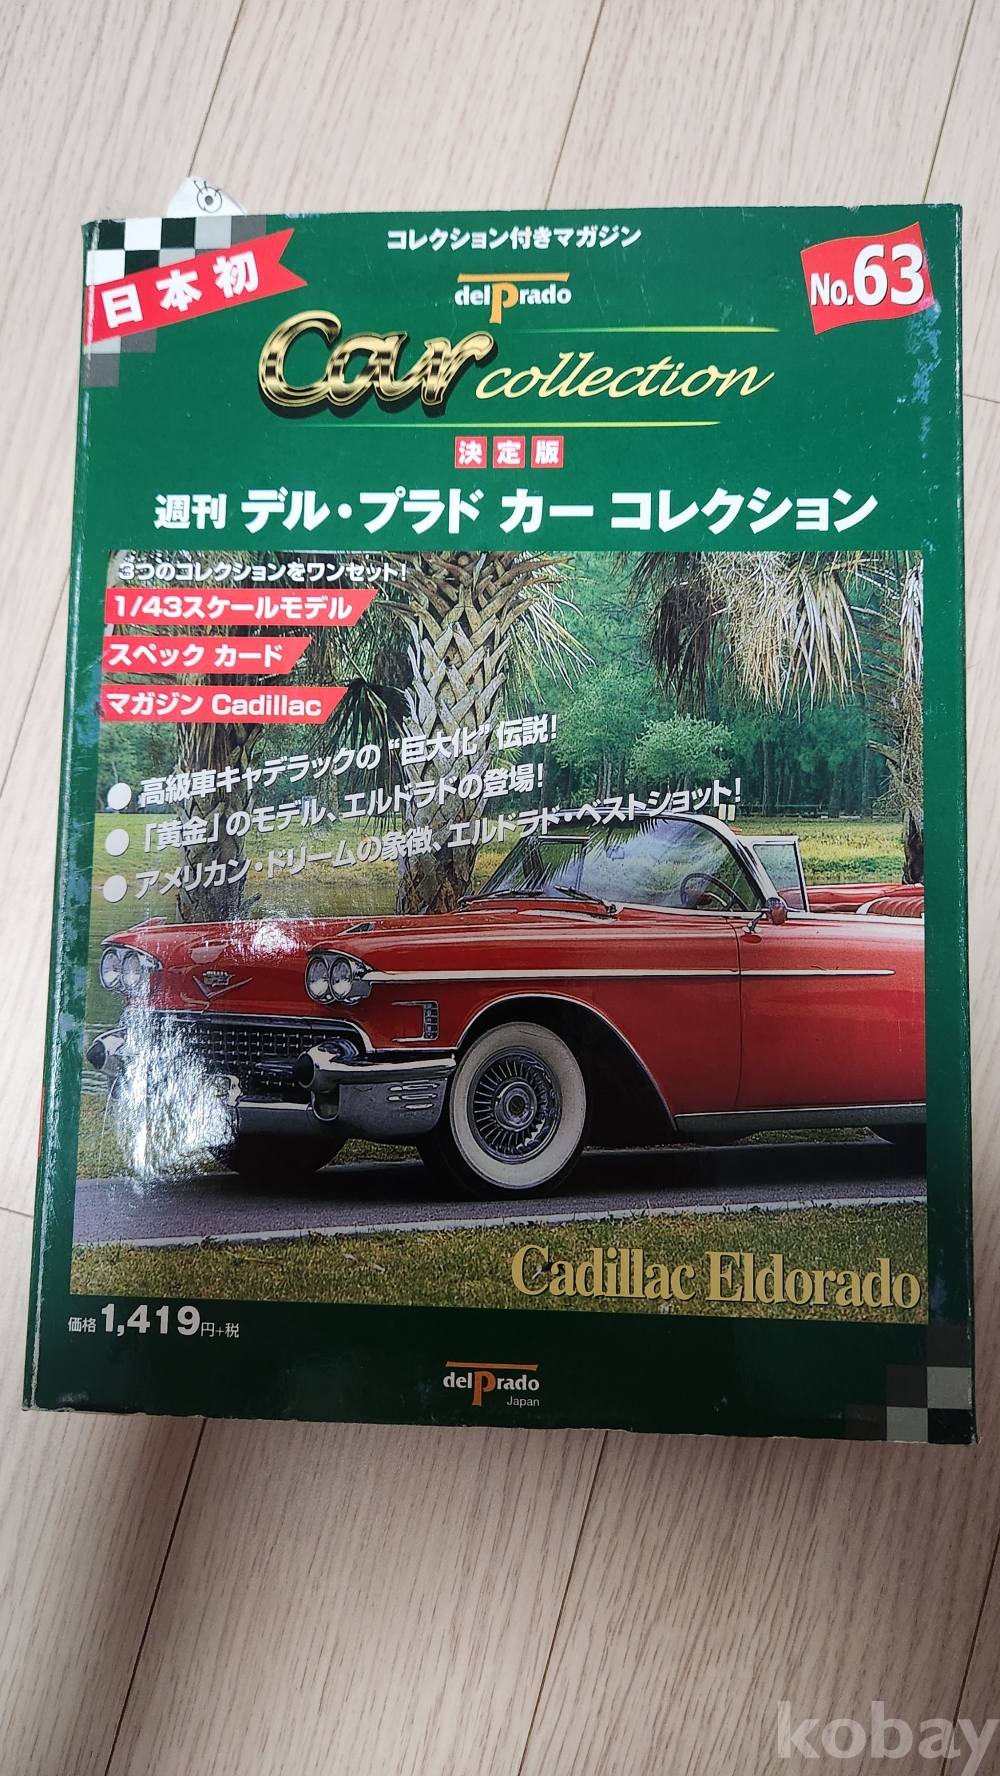 コレクション付きマガジン
日本初
No.63
del Prado
Car collection
決定版
週刊 デル・プラド カー コレクション
3つのコレクションをワンセット!
1/43スケールモデル
スペック カード
マガジン Cadillac
● 高級車キャデラックの“巨大化”伝説!
● 「黄金」のモデル、エルドラドの登場!
● アメリカン・ドリームの象徴、エルドラド・ベストショット!
Cadillac Eldorado
価格1,419円+税
del Prado
Japan
kobay